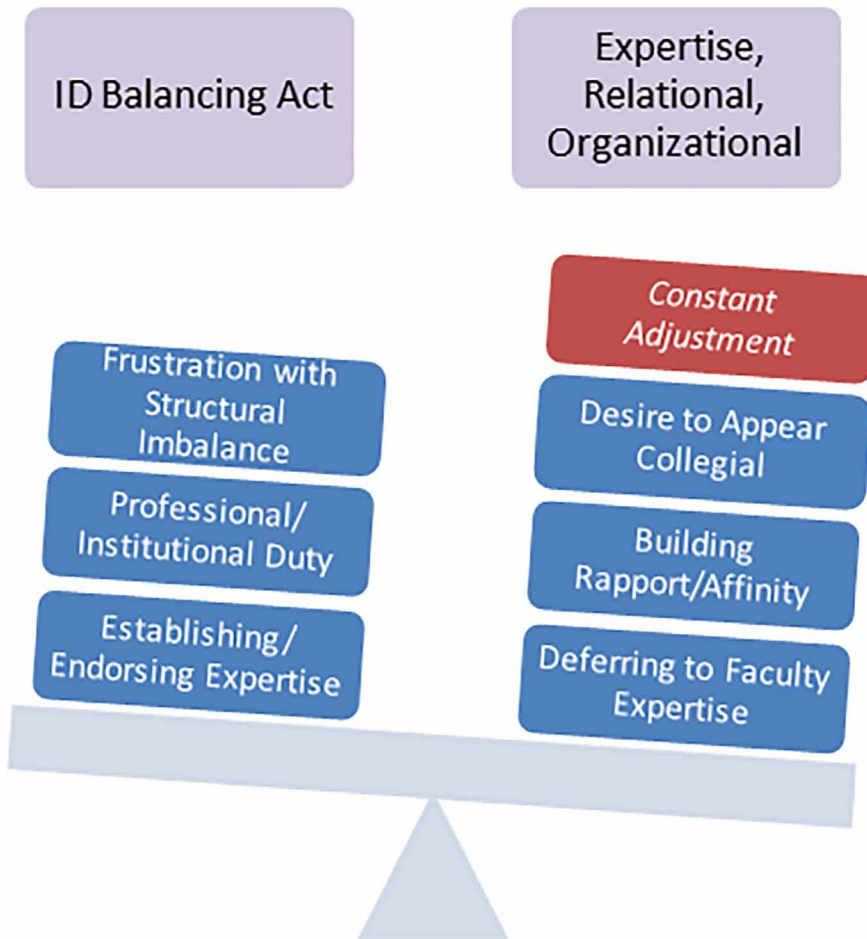 ID Balancing Act
Expertise,
Relational,
Organizational
Frustration with
Structural
Imbalance
Professional/
Institutional Duty
Establishing/
Endorsing Expertise
Constant
Adjustment
Desire to Appear
Collegial
Building
Rapport/Affinity
Deferring to Faculty
Expertise